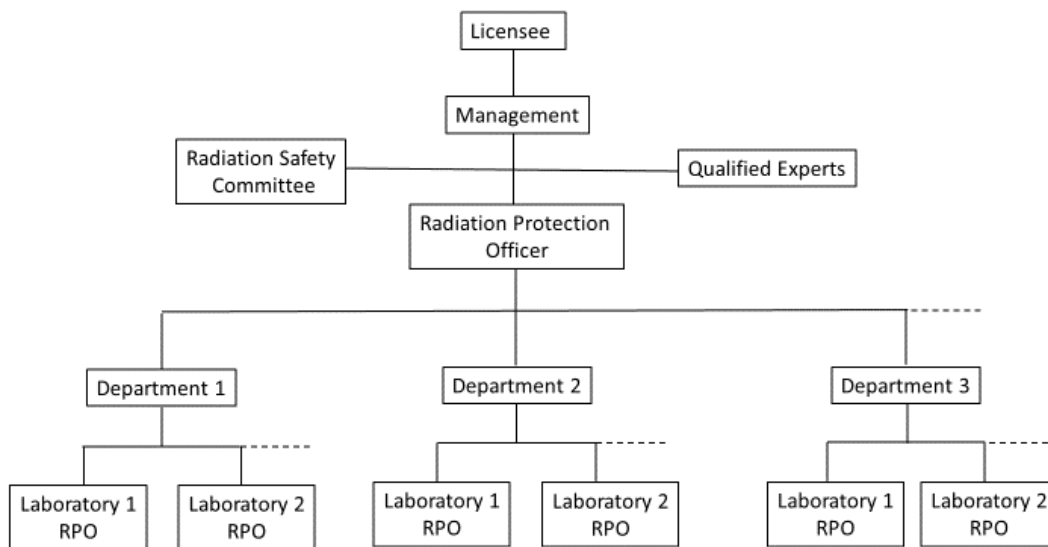 Licensee
Management
Radiation Safety
Committee
Qualified Experts
Radiation Protection
Officer
Department 1
Department 2
Department 3
Laboratory 1
RPO
Laboratory 2
RPO
Laboratory 1
RPO
Laboratory 2
RPO
Laboratory 1
RPO
Laboratory 2
RPO